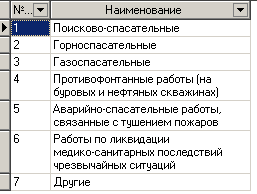 №... Наименование
1 Поисково-спасательные
2 Горноспасательные
3 Газоспасательные
4 Противофонтанные работы (на
буровых и нефтяных скважинах)
5 Аварийно-спасательные работы,
связанные с тушением пожаров
6 Работы по ликвидации
медико-санитарных последствий
чрезвычайных ситуаций
7 Другие